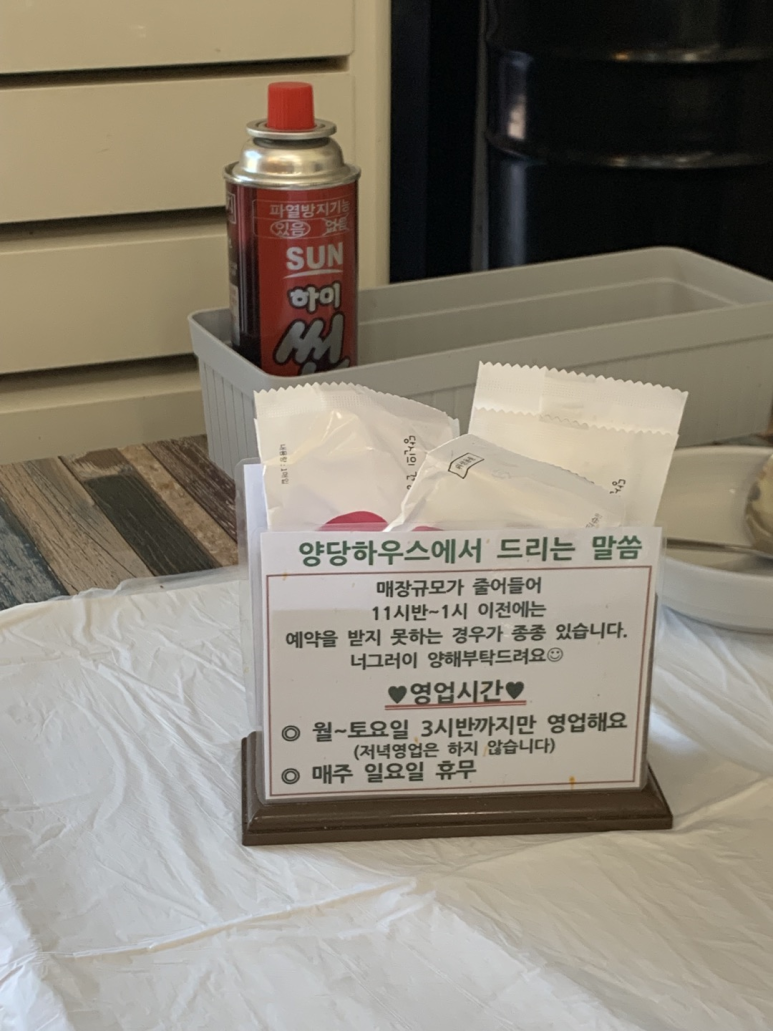 파열방지기능
있음
SUN
하이
썬
양당하우스에서 드리는 말씀
매장규모가 줄어들어
11시반~1시 이전에는
예약을 받지 못하는 경우가 종종 있습니다.
너그러이 양해부탁드려요☺
♥영업시간♥
◎ 월~토요일 3시반까지만 영업해요
(저녁영업은 하지 않습니다)
◎ 매주 일요일 휴무